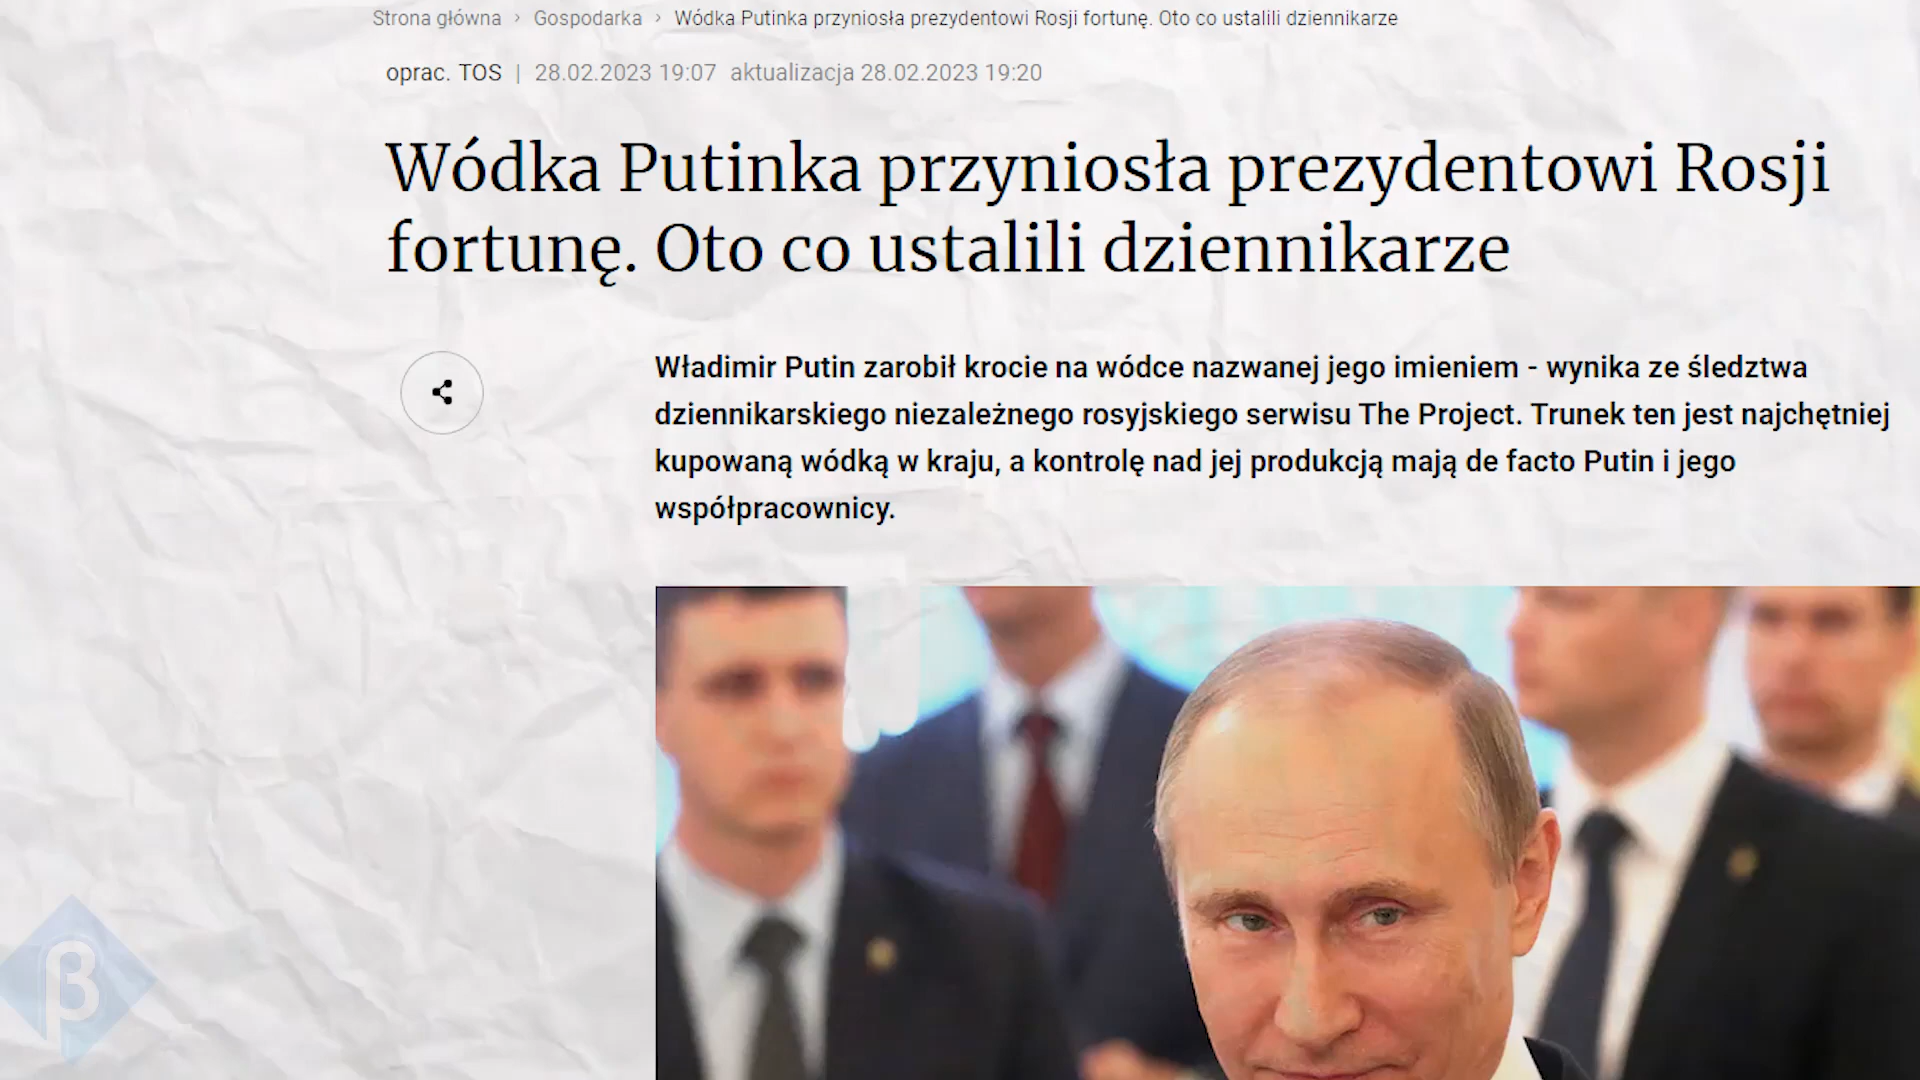 Strona główna › Gospodarka › Wódka Putinka przyniosła prezydentowi Rosji fortunę. Oto co ustalili dziennikarze
oprac. TOS | 28.02.2023 19:07 aktualizacja 28.02.2023 19:20
Wódka Putinka przyniosła prezydentowi Rosji
fortunę. Oto co ustalili dziennikarze
Władimir Putin zarobił krocie na wódce nazwanej jego imieniem - wynika ze śledztwa
dziennikarskiego niezależnego rosyjskiego serwisu The Project. Trunek ten jest najchętniej
kupowaną wódką w kraju, a kontrolę nad jej produkcją mają de facto Putin i jego
współpracownicy.
β